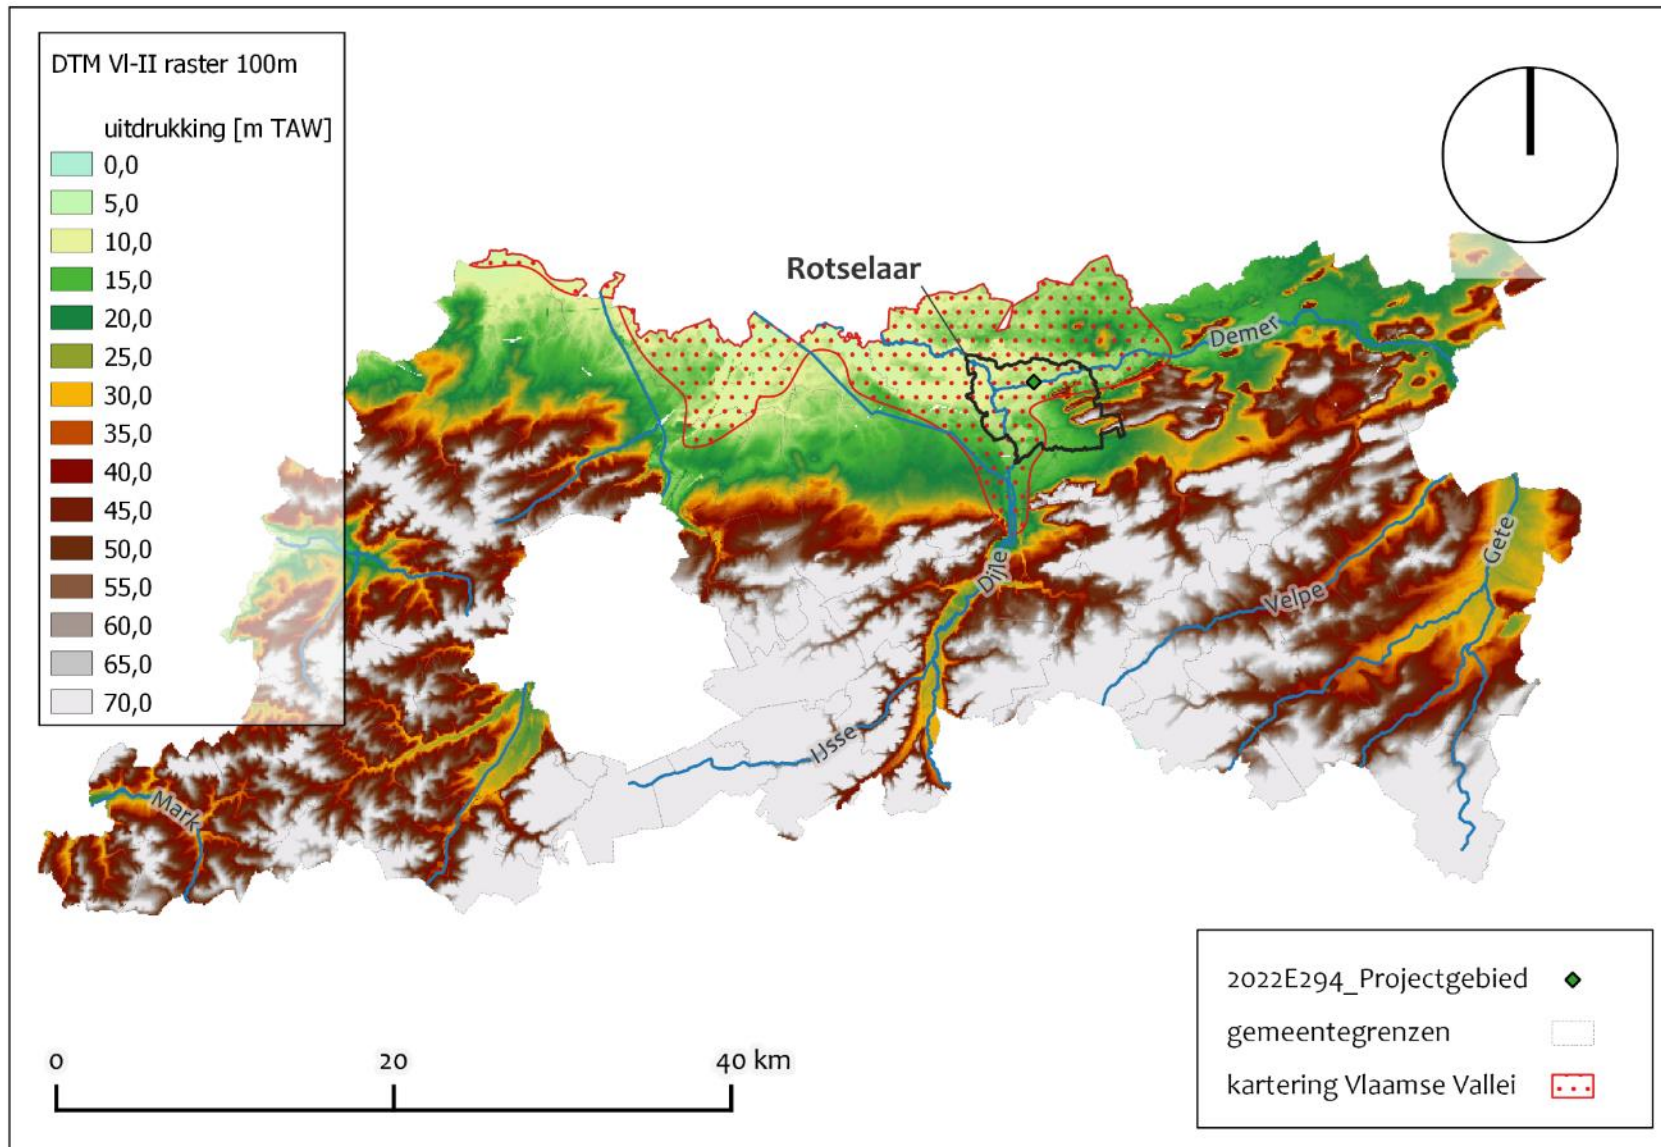 DTM Vl-II raster 100m
uitdrukking [m TAW]
0,0
5,0
10,0
15,0
20,0
25,0
30,0
35,0
40,0
45,0
50,0
55,0
60,0
65,0
70,0
Rotselaar
Demer
Gete
Dijle
Velpe
IJsse
Mark
2022E294_Projectgebied
gemeentegrenzen
kartering Vlaamse Vallei
0
20
40 km